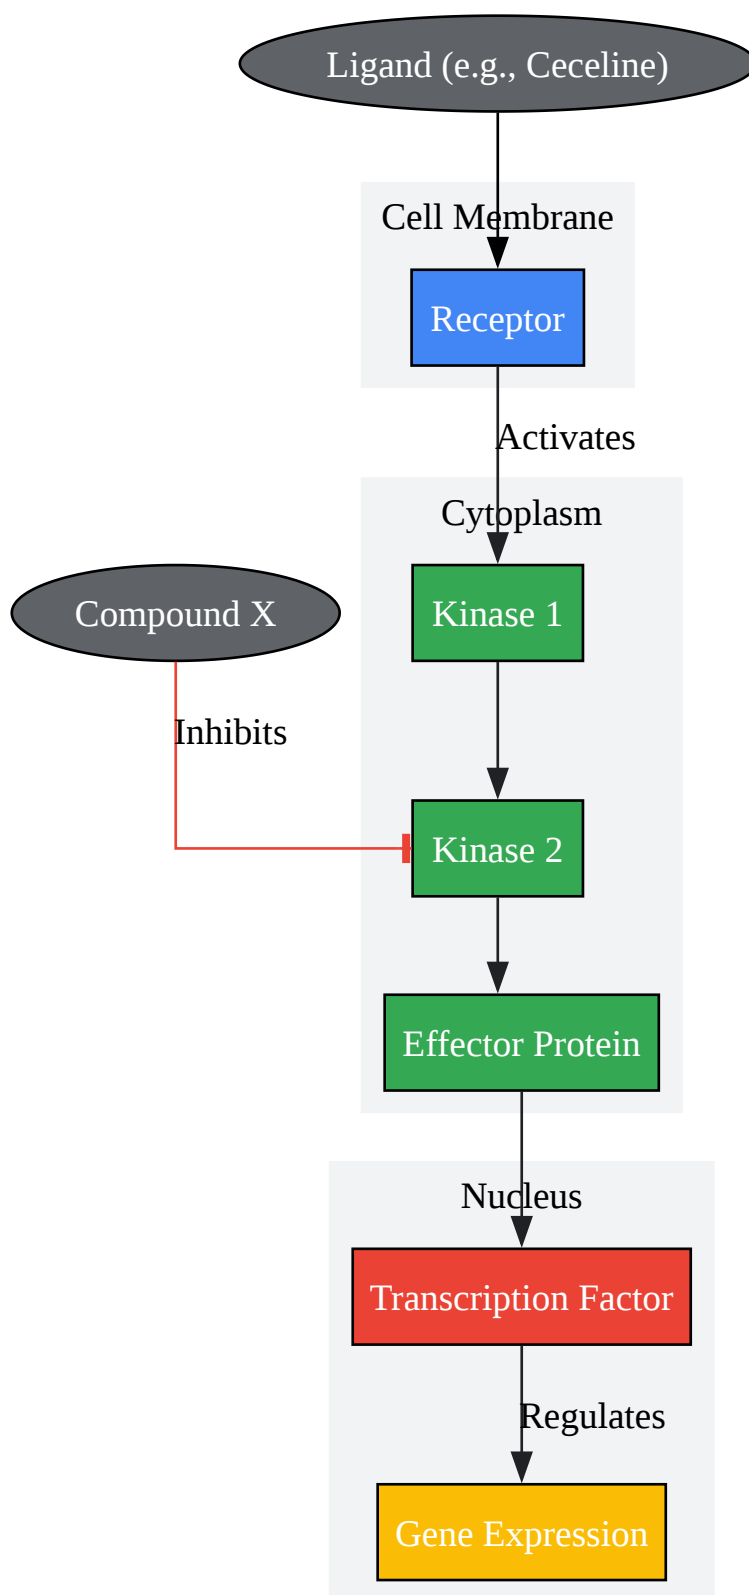 Ligand (e.g., Ceceline)
Cell Membrane
Receptor
Activates
Cytoplasm
Compound X
Kinase 1
Inhibits
Kinase 2
Effector Protein
Nucleus
Transcription Factor
Regulates
Gene Expression